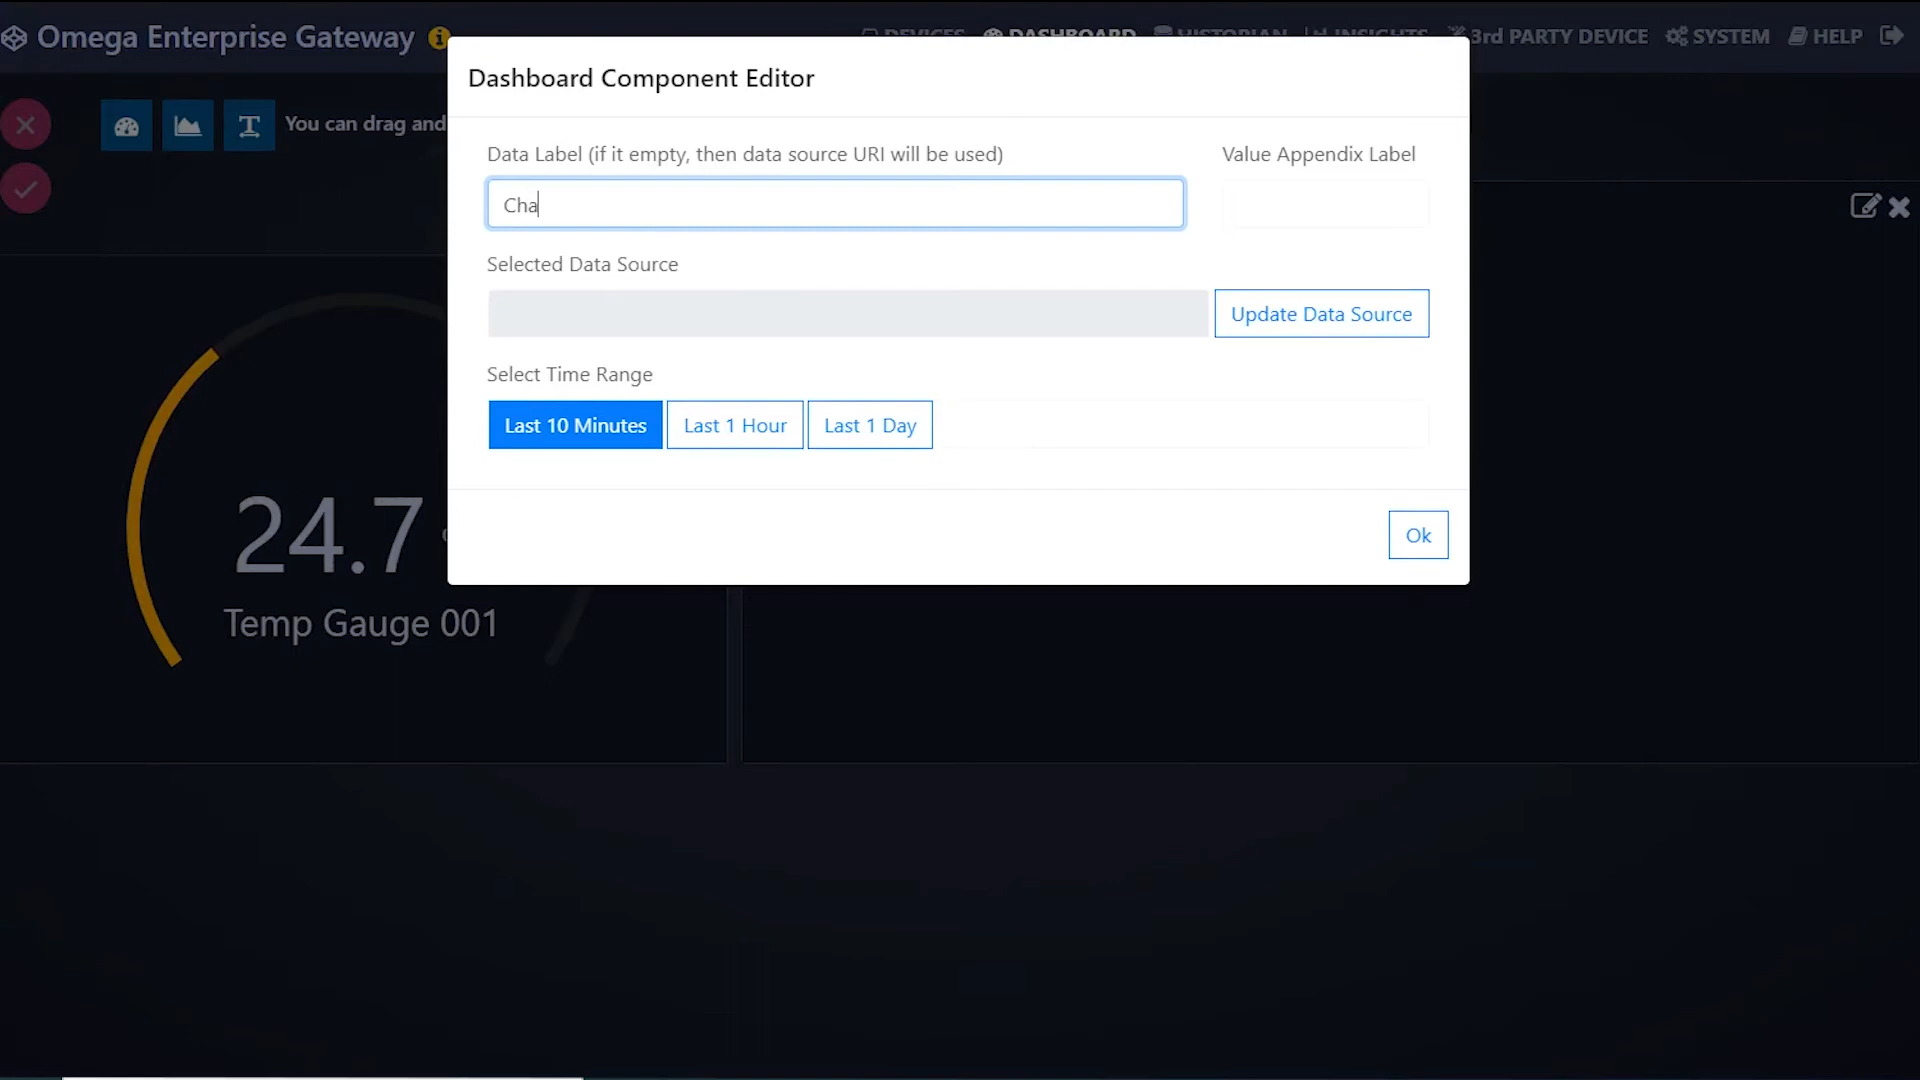 Omega Enterprise Gateway
DEVICES DASHBOARD HISTORIAN INSIGHTS 3rd PARTY DEVICE SYSTEM HELP
You can drag and
Dashboard Component Editor
Data Label (if it empty, then data source URI will be used) Value Appendix Label
Cha
Selected Data Source
Update Data Source
Select Time Range
Last 10 Minutes Last 1 Hour Last 1 Day
Ok
24.7
Temp Gauge 001